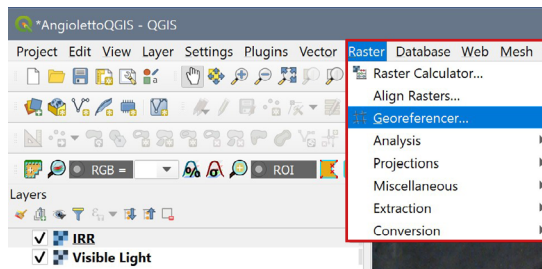 *AngiolettoQGIS - QGIS
Project Edit View Layer Settings Plugins Vector Raster Database Web Mesh
Raster Calculator...
Align Rasters...
Georeferencer...
Analysis
Projections
Miscellaneous
Extraction
Conversion
RGB = ROI
Layers
IRR
Visible Light